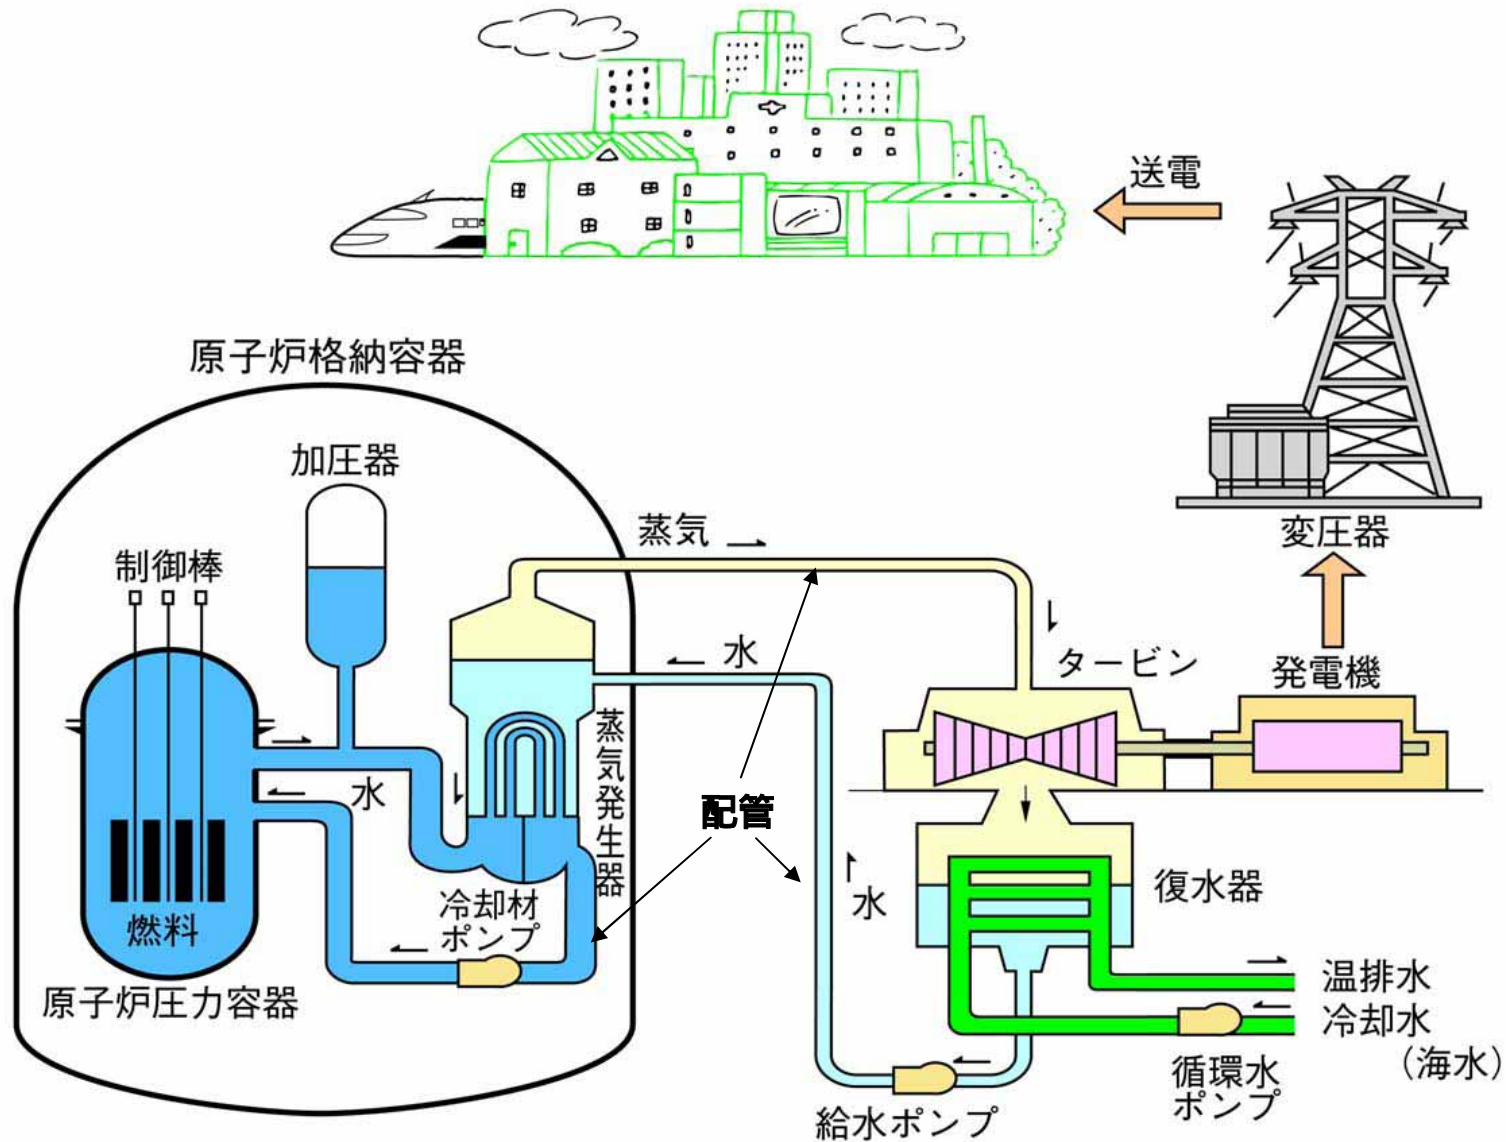 送電
原子炉格納容器
加圧器
制御棒
蒸気
変圧器
水
タービン
発電機
蒸気発生器
水
配管
水
復水器
冷却材
ポンプ
燃料
原子炉圧力容器
温排水
冷却水
(海水)
循環水
ポンプ
給水ポンプ